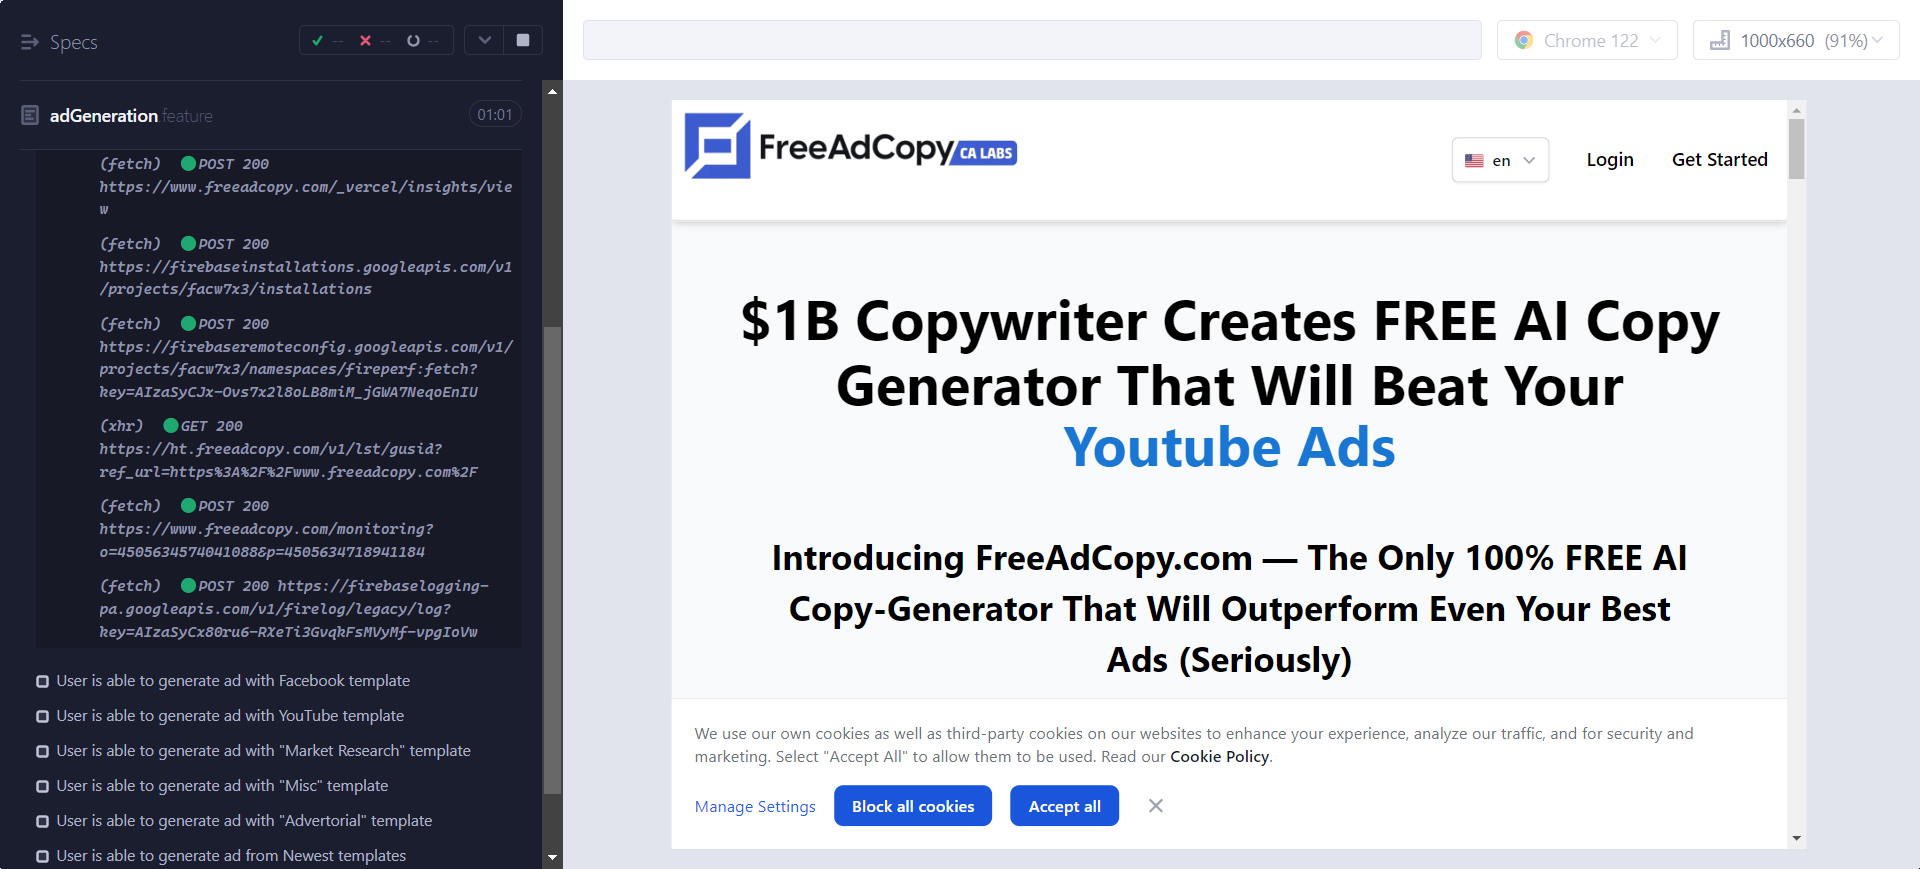 Specs
--
--
--
Chrome 122
1000x660 (91%)
adGeneration.feature
01:01
(fetch) POST 200
https://www.freeadcopy.com/_vercel/insights/vie
w
(fetch) POST 200
https://firebaseinstallations.googleapis.com/v1
/projects/facw7x3/installations
(fetch) POST 200
https://firebaseremoteconfig.googleapis.com/v1/
projects/facw7x3/namespaces/fireperf:fetch?
key=AIzaSyCJx-Ovs7x2l8oLB8miM_jGWA7NeqoEnIU
(xhr) GET 200
https://ht.freeadcopy.com/v1/lst/gusid?
ref_url=https%3A%2F%2Fwww.freeadcopy.com%2F
(fetch) POST 200
https://www.freeadcopy.com/monitoring?
o=4505634574041088&p=4505634718941184
(fetch) POST 200 https://firebaselogging-
pa.googleapis.com/v1/firelog/legacy/log?
key=AIzaSyCx80ru6-RXeTi3GvqkFsMVyMf-vpgIoVw
User is able to generate ad with Facebook template
User is able to generate ad with YouTube template
User is able to generate ad with "Market Research" template
User is able to generate ad with "Misc" template
User is able to generate ad with "Advertorial" template
User is able to generate ad from Newest templates
FreeAdCopy CA LABS
en
Login
Get Started
$1B Copywriter Creates FREE AI Copy
Generator That Will Beat Your
Youtube Ads
Introducing FreeAdCopy.com — The Only 100% FREE AI
Copy-Generator That Will Outperform Even Your Best
Ads (Seriously)
We use our own cookies as well as third-party cookies on our websites to enhance your experience, analyze our traffic, and for security and
marketing. Select "Accept All" to allow them to be used. Read our Cookie Policy.
Manage Settings
Block all cookies
Accept all